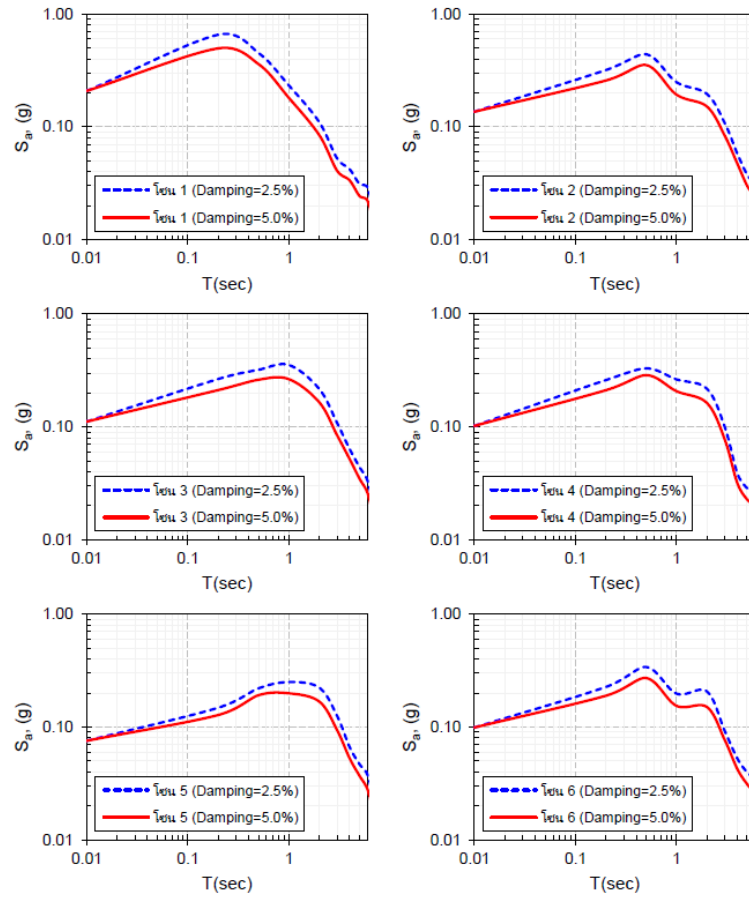 1.00
S_a, (g)
0.10
0.01
โซน 1 (Damping=2.5%)
โซน 1 (Damping=5.0%)
0.01
0.1
1
T(sec)
1.00
S_a, (g)
0.10
0.01
โซน 2 (Damping=2.5%)
โซน 2 (Damping=5.0%)
0.01
0.1
1
T(sec)
1.00
S_a, (g)
0.10
0.01
โซน 3 (Damping=2.5%)
โซน 3 (Damping=5.0%)
0.01
0.1
1
T(sec)
1.00
S_a, (g)
0.10
0.01
โซน 4 (Damping=2.5%)
โซน 4 (Damping=5.0%)
0.01
0.1
1
T(sec)
1.00
S_a, (g)
0.10
0.01
โซน 5 (Damping=2.5%)
โซน 5 (Damping=5.0%)
0.01
0.1
1
T(sec)
1.00
S_a, (g)
0.10
0.01
โซน 6 (Damping=2.5%)
โซน 6 (Damping=5.0%)
0.01
0.1
1
T(sec)